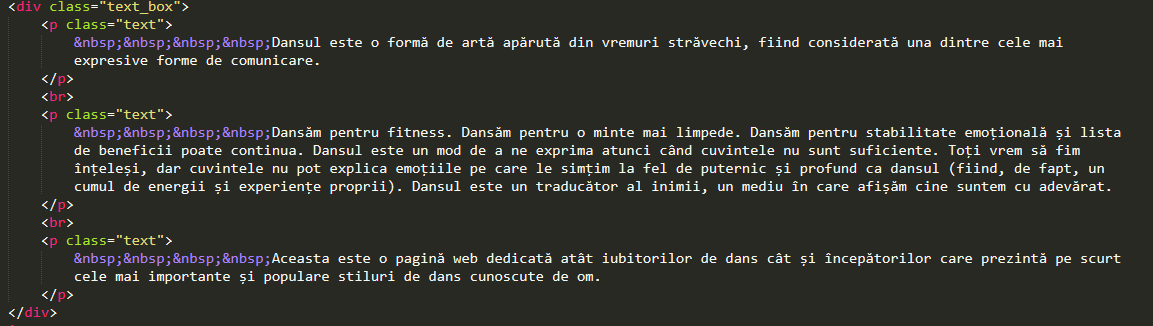 <div class="text_box">
<p class="text">
&nbsp;&nbsp;&nbsp;&nbsp;Dansul este o formă de artă apărută din vremuri străvechi, fiind considerată una dintre cele mai
expresive forme de comunicare.
</p>
<br>
<p class="text">
&nbsp;&nbsp;&nbsp;&nbsp;Dansăm pentru fitness. Dansăm pentru o minte mai limpede. Dansăm pentru stabilitate emoțională și lista
de beneficii poate continua. Dansul este un mod de a ne exprima atunci când cuvintele nu sunt suficiente. Toți vrem să fim
înțeleși, dar cuvintele nu pot explica emoțiile pe care le simțim la fel de puternic și profund ca dansul (fiind, de fapt, un
cumul de energii și experiențe proprii). Dansul este un traducător al inimii, un mediu în care afișăm cine suntem cu adevărat.
</p>
<br>
<p class="text">
&nbsp;&nbsp;&nbsp;&nbsp;Aceasta este o pagină web dedicată atât iubitorilor de dans cât și începătorilor care prezintă pe scurt
cele mai importante și populare stiluri de dans cunoscute de om.
</p>
</div>